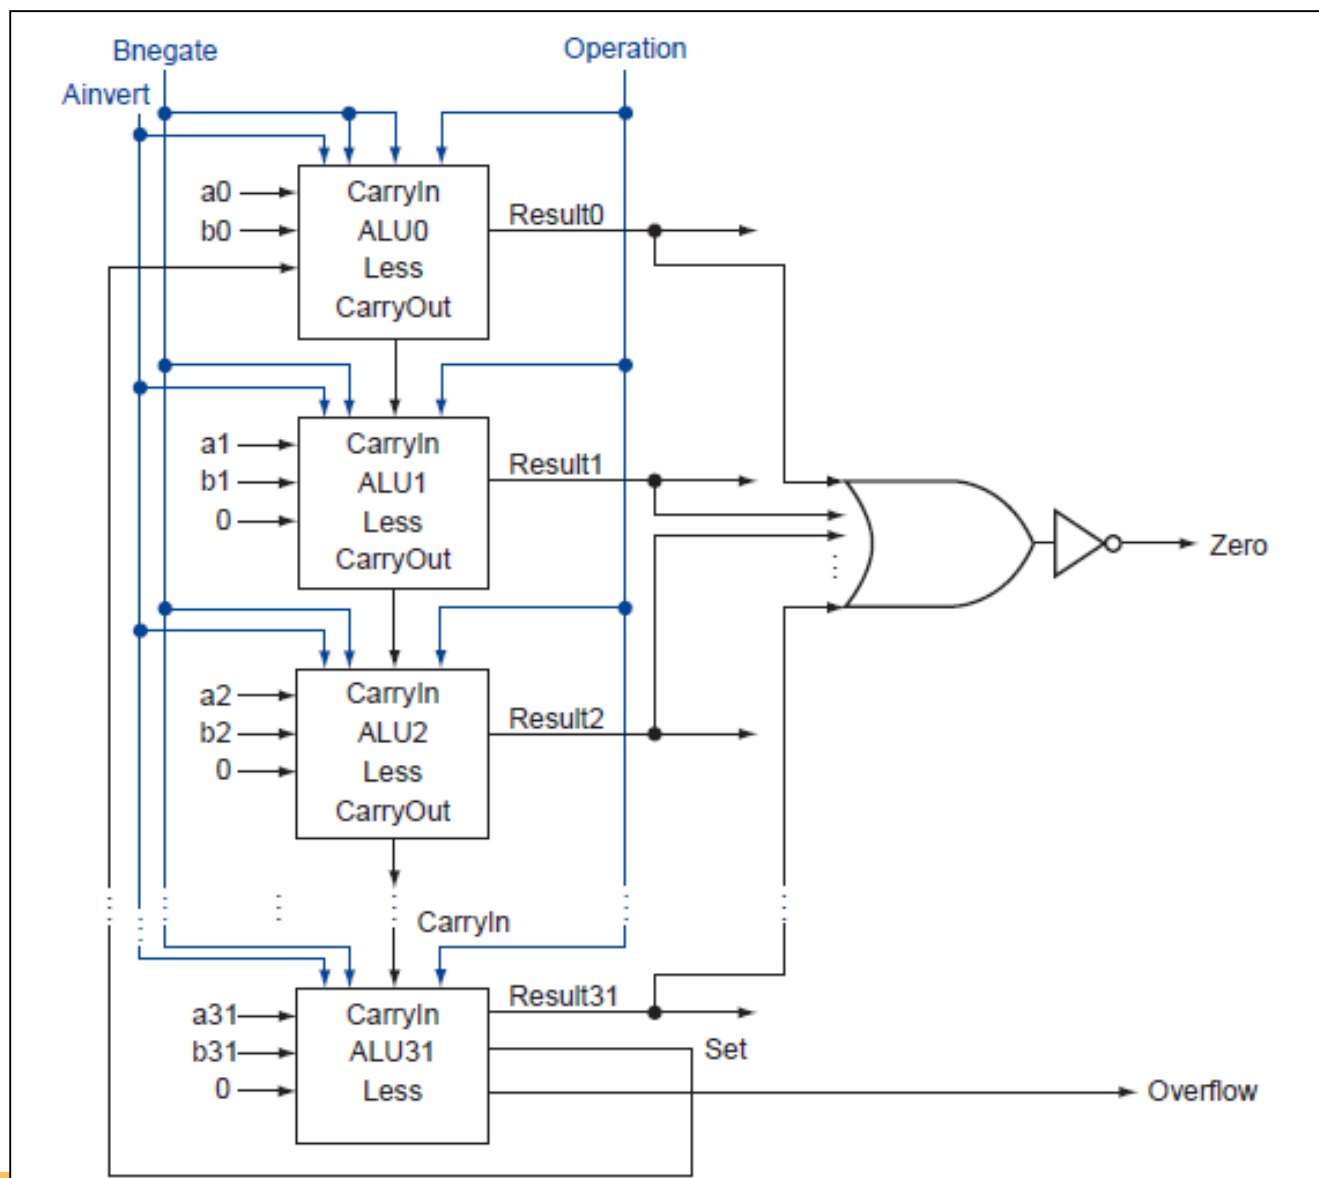 Bnegate
Operation
Ainvert
a0
CarryIn
Result0
b0
ALU0
Less
CarryOut
a1
CarryIn
Result1
b1
ALU1
0
Less
CarryOut
Zero
a2
CarryIn
Result2
b2
ALU2
0
Less
CarryOut
CarryIn
Result31
a31
CarryIn
b31
ALU31
Set
0
Less
Overflow